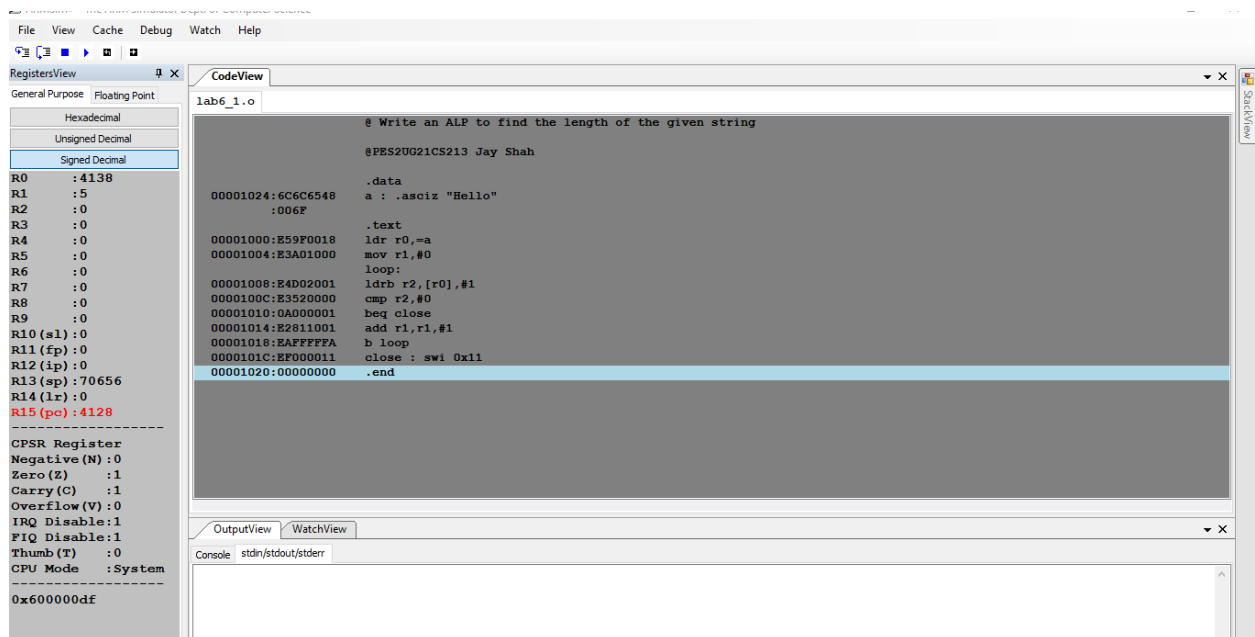 File View Cache Debug Watch Help
RegistersView
General Purpose Floating Point
Hexadecimal
Unsigned Decimal
Signed Decimal
R0 :4138
R1 :5
R2 :0
R3 :0
R4 :0
R5 :0
R6 :0
R7 :0
R8 :0
R9 :0
R10(sl):0
R11(fp):0
R12(ip):0
R13(sp):70656
R14(lr):0
R15(pc):4128
------------------
CPSR Register
Negative(N):0
Zero(Z) :1
Carry(C) :1
Overflow(V):0
IRQ Disable:1
FIQ Disable:1
Thumb(T) :0
CPU Mode :System
------------------
0x600000df
CodeView
lab6_1.o
@ Write an ALP to find the length of the given string
@PES2UG21CS213 Jay Shah
.data
00001024:6C6C6548 a : .asciz "Hello"
:006F
.text
00001000:E59F0018 ldr r0,=a
00001004:E3A01000 mov r1,#0
loop:
00001008:E4D02001 ldrb r2,[r0],#1
0000100C:E3520000 cmp r2,#0
00001010:0A000001 beq close
00001014:E2811001 add r1,r1,#1
00001018:EAFFFFFA b loop
0000101C:EF000011 close : swi 0x11
00001020:00000000 .end
OutputView WatchView
Console stdin/stdout/stderr
StackView